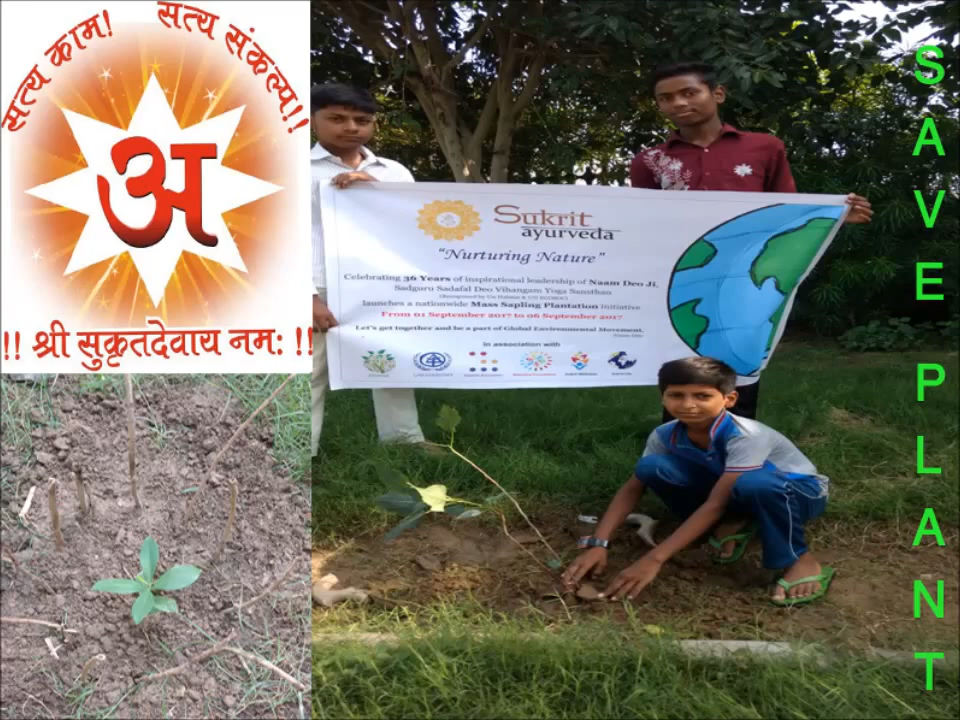 सत्य काम! सत्य संकल्प!!
अ
!! श्री सुकृतदेवाय नमः !!
Sukrit
ayurveda
"Nurturing Nature"
Celebrating 36 Years of inspirational leadership of Naam Deo Ji,
Sadguru Sadafal Deo Vihangam Yoga Sansthan
launches a nationwide Mass Sapling Plantation initiative
From 01 September 2017 to 06 September 2017
Let's get together and be a part of Global Environmental Movement.
In association with
SAVE PLANT